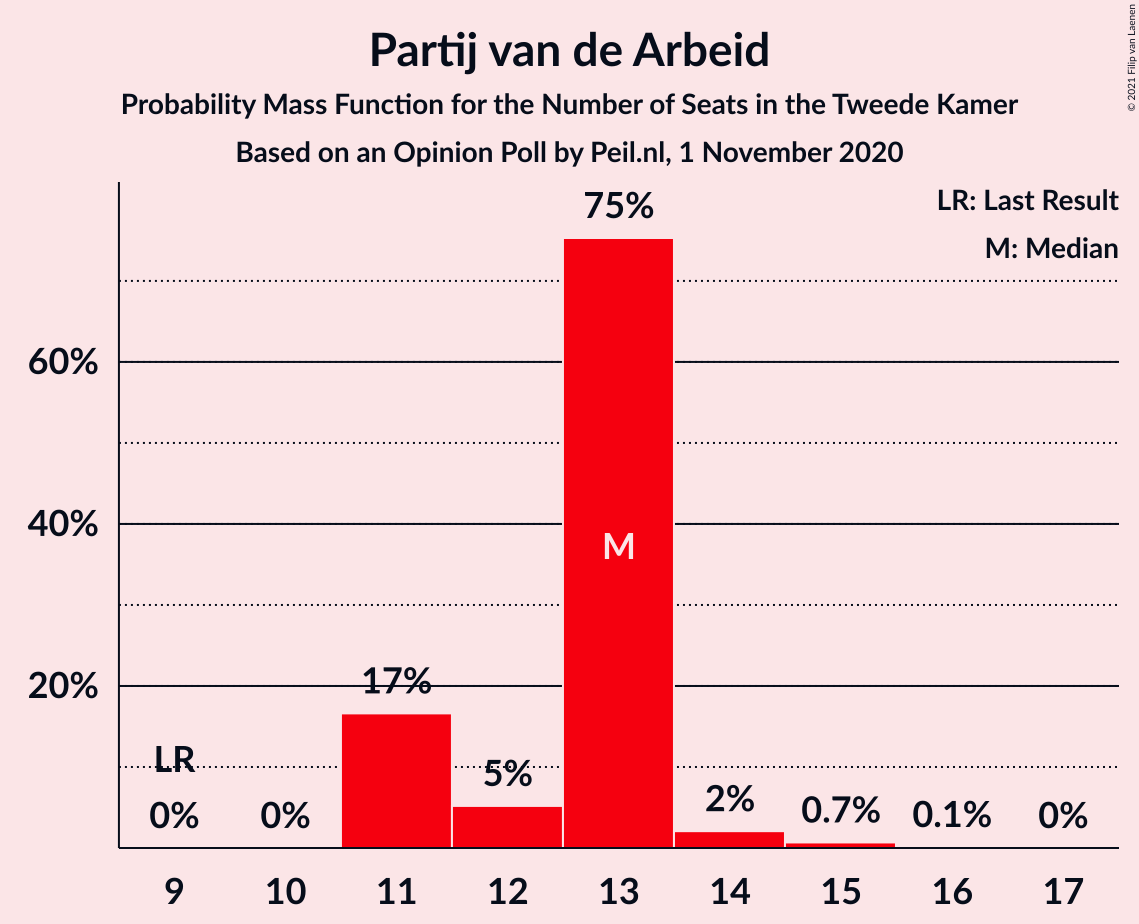 Partij van de Arbeid
Probability Mass Function for the Number of Seats in the Tweede Kamer
Based on an Opinion Poll by Peil.nl, 1 November 2020
© 2021 Filip van Laenen
LR: Last Result
M: Median
75%
60%
40%
M
20%
17%
LR
5%
0%
0%
2%
0.7%
0.1%
0%
9 10 11 12 13 14 15 16 17